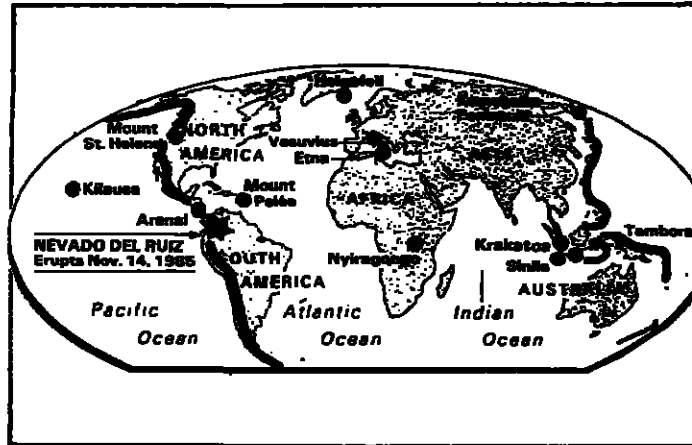 Helgafell
Mount
St. Helens
NORTH
AMERICA
Vesuvius
Etna
Kilauea
Mount
Pelée
AFRICA
Arenal
Tambora
NEVADO DEL RUIZ
Erupts Nov. 14, 1985
SOUTH
AMERICA
Nyiragongo
Krakatoa
AUSTRALIA
Pacific
Ocean
Atlantic
Ocean
Indian
Ocean